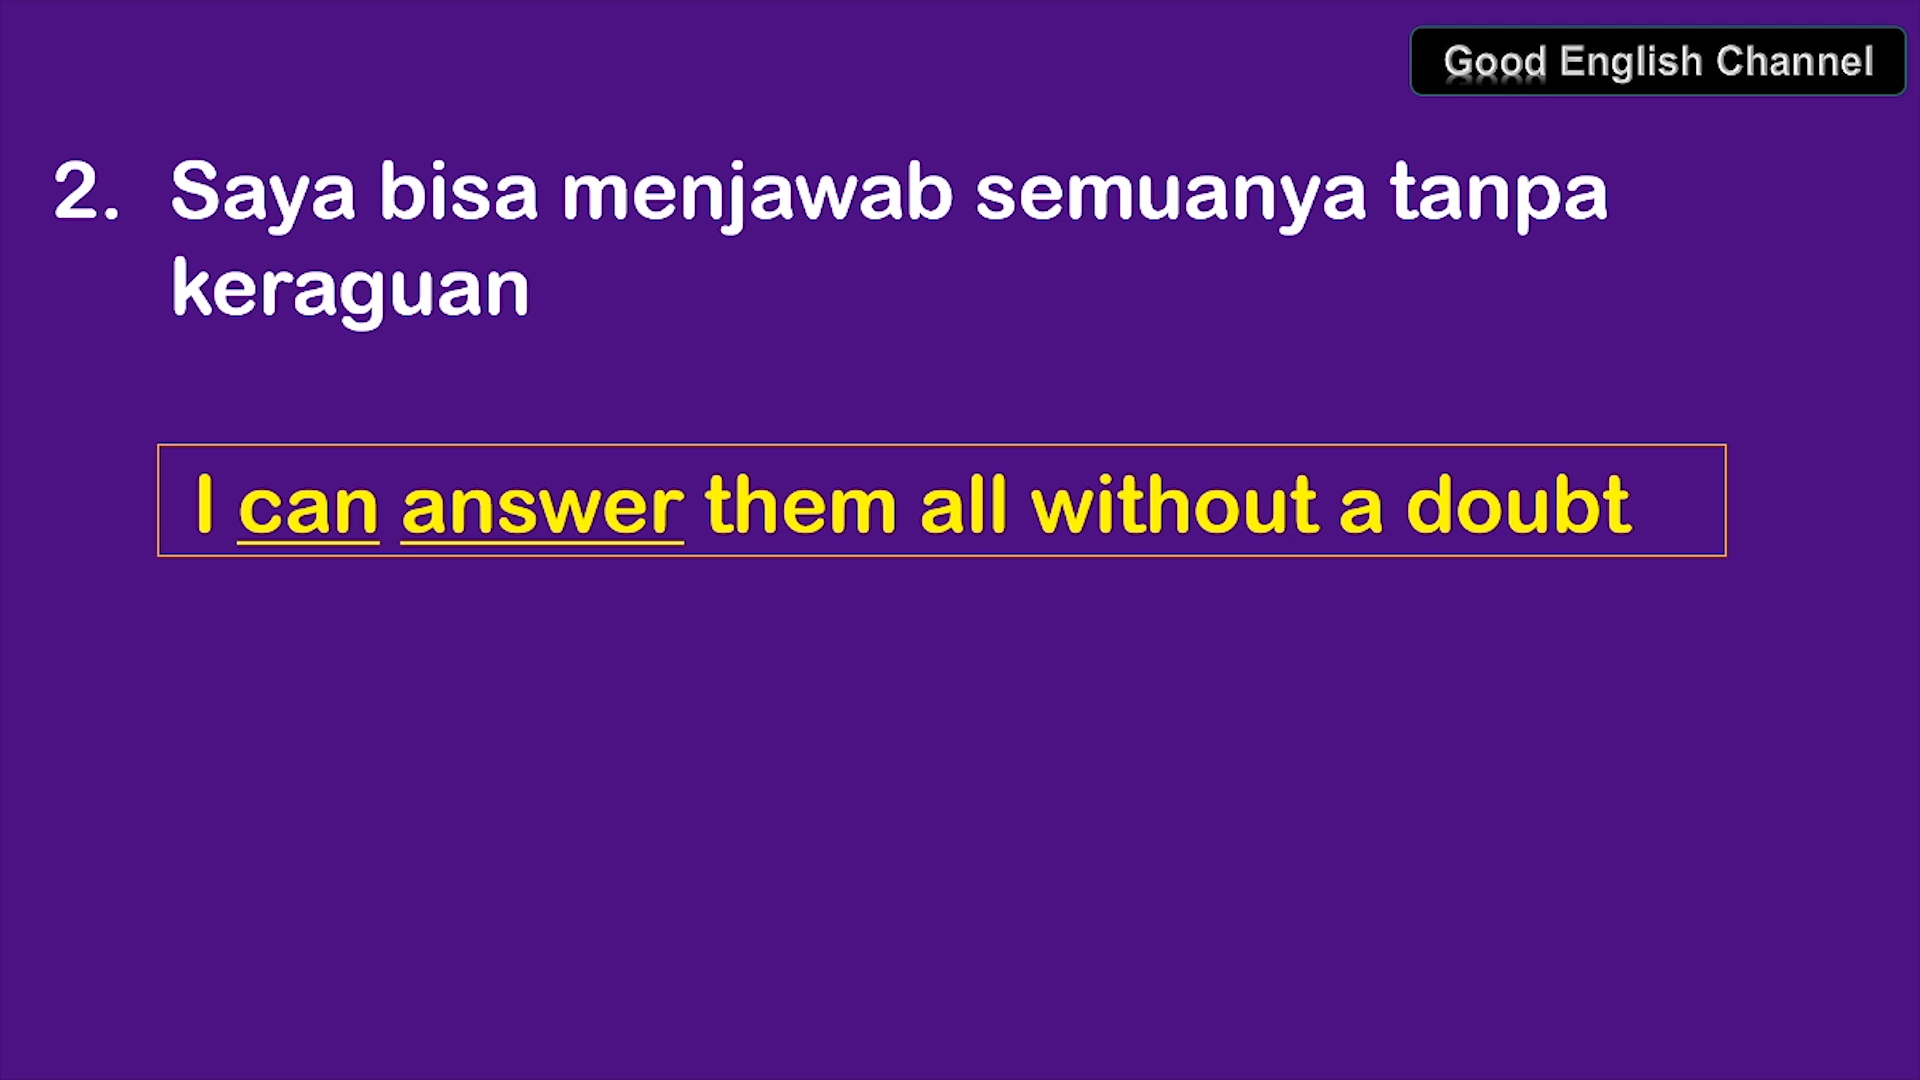 Good English Channel
2. Saya bisa menjawab semuanya tanpa
keraguan
I can answer them all without a doubt